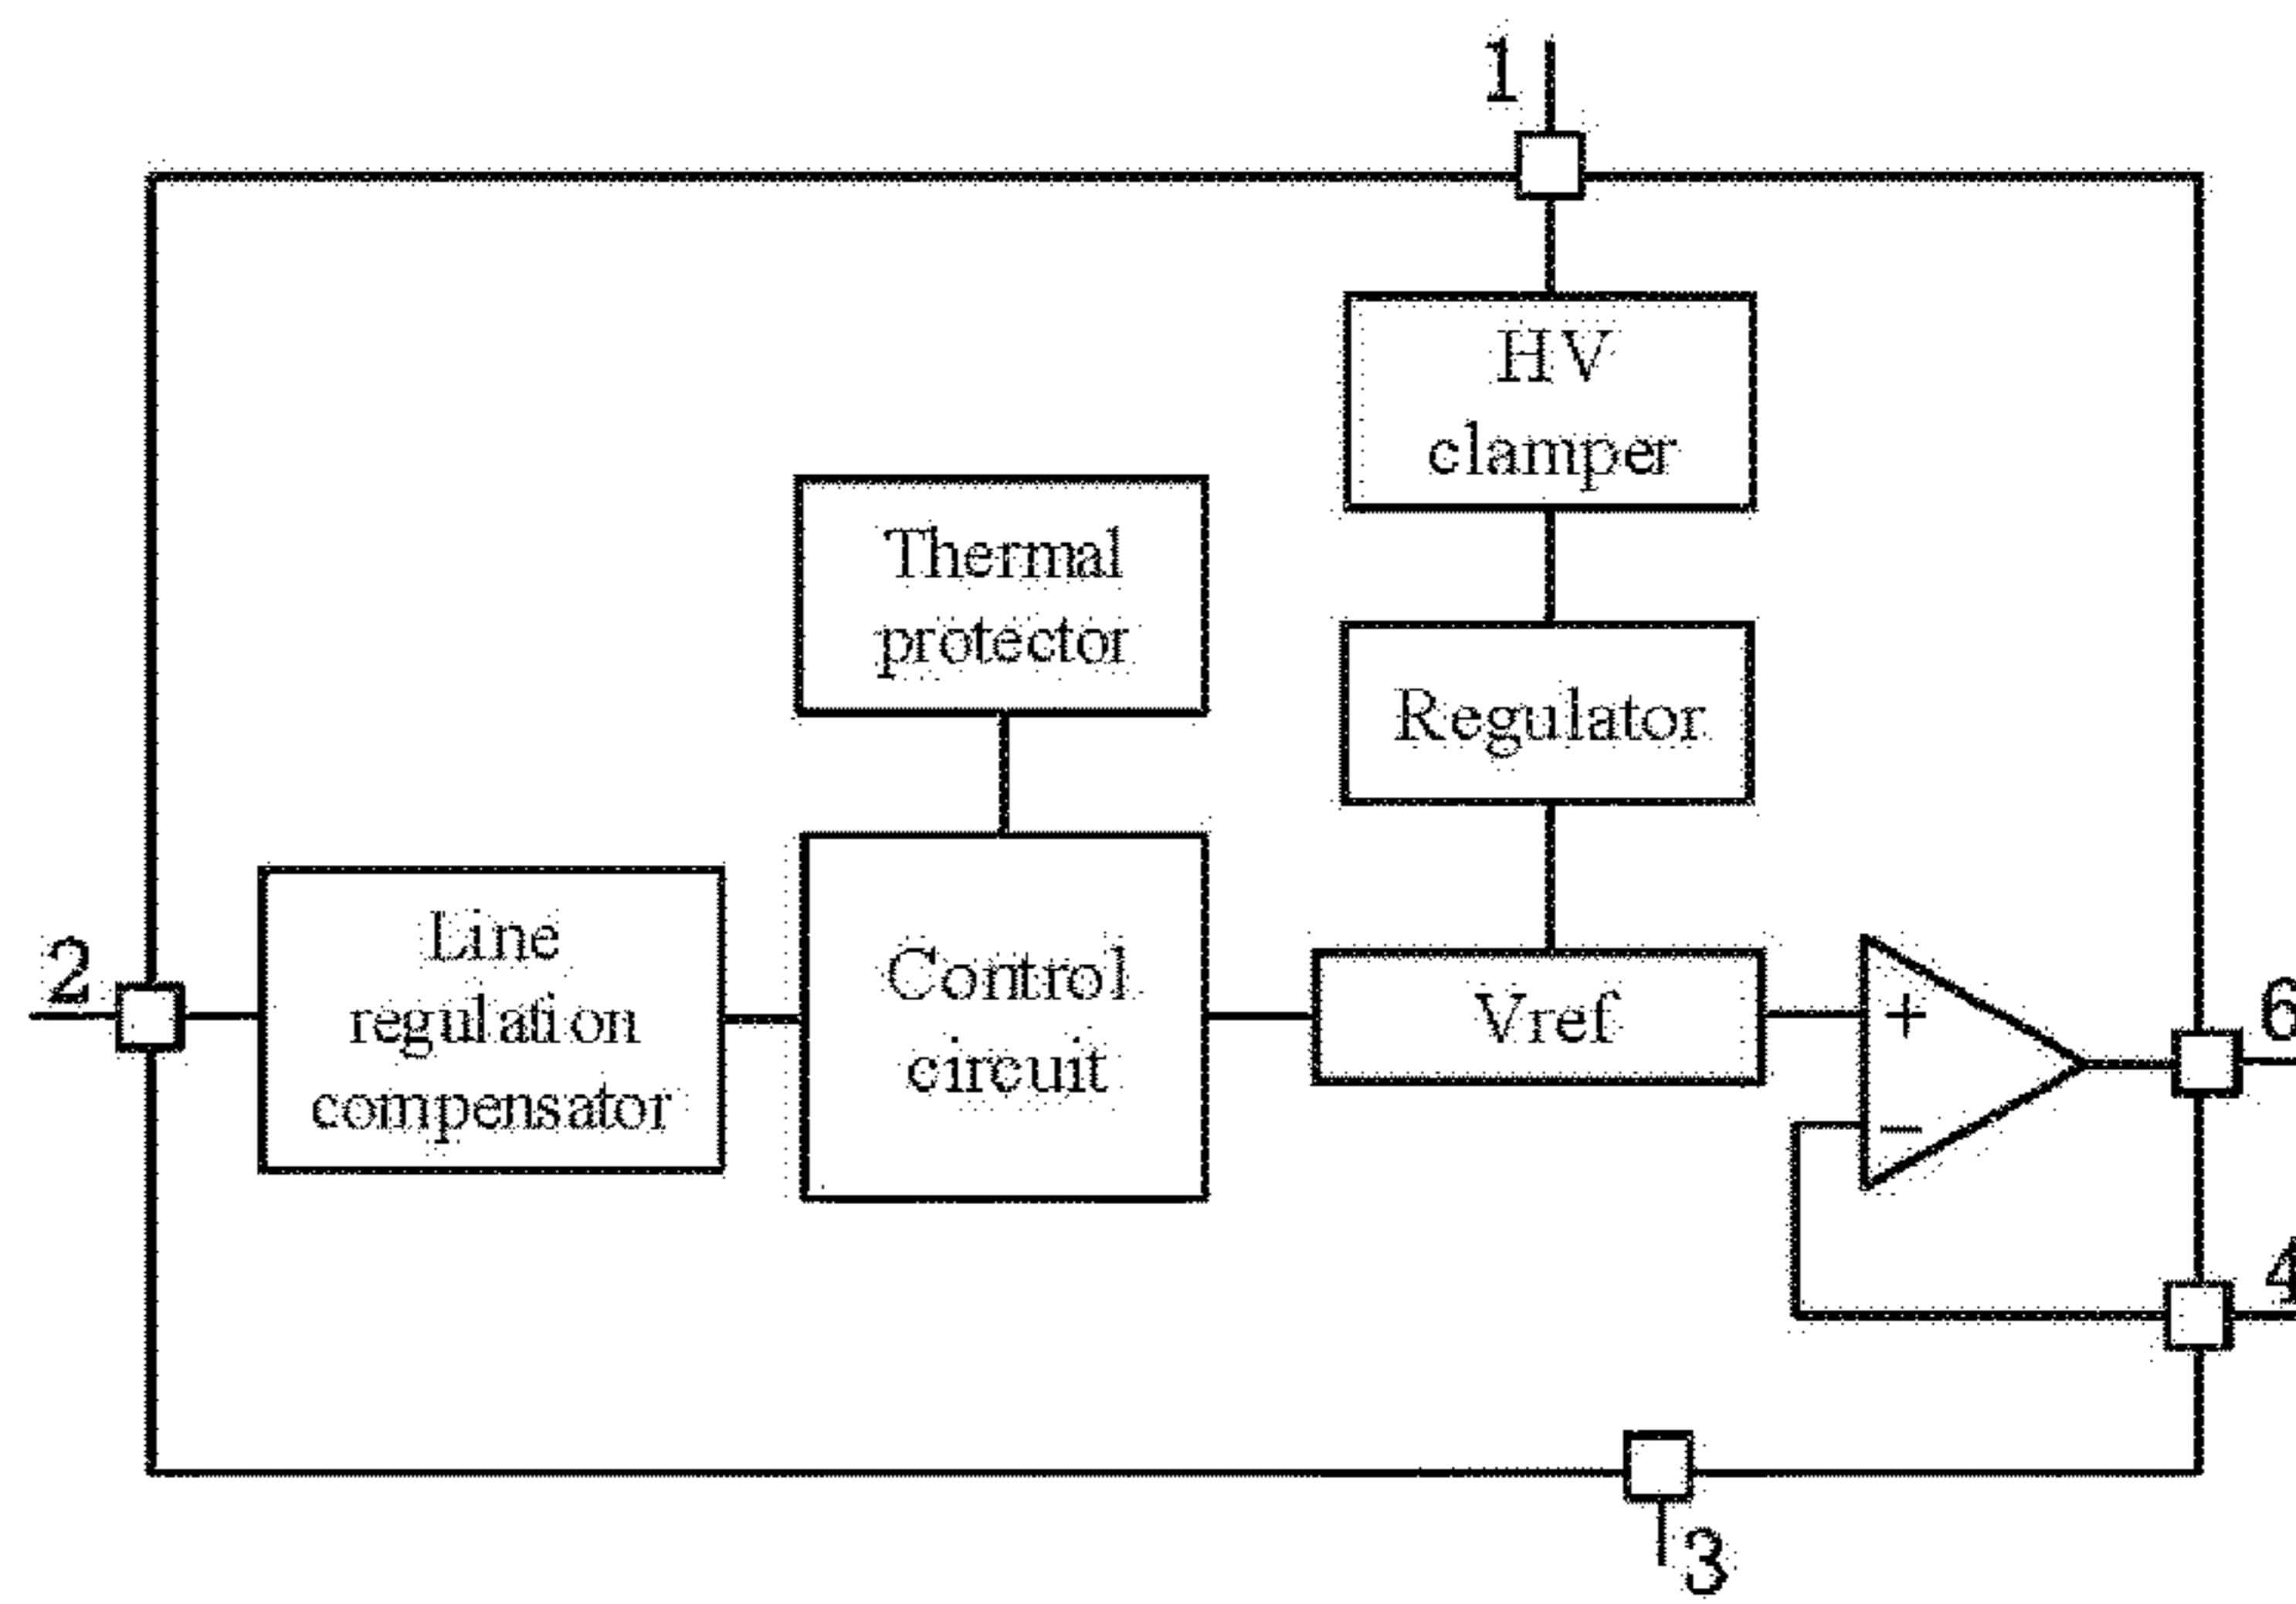 1
HV
clamper
Thermal
protector
Regulator
2
Line
regulation
compensator
Control
circuit
Vref
+
−
6
4
3